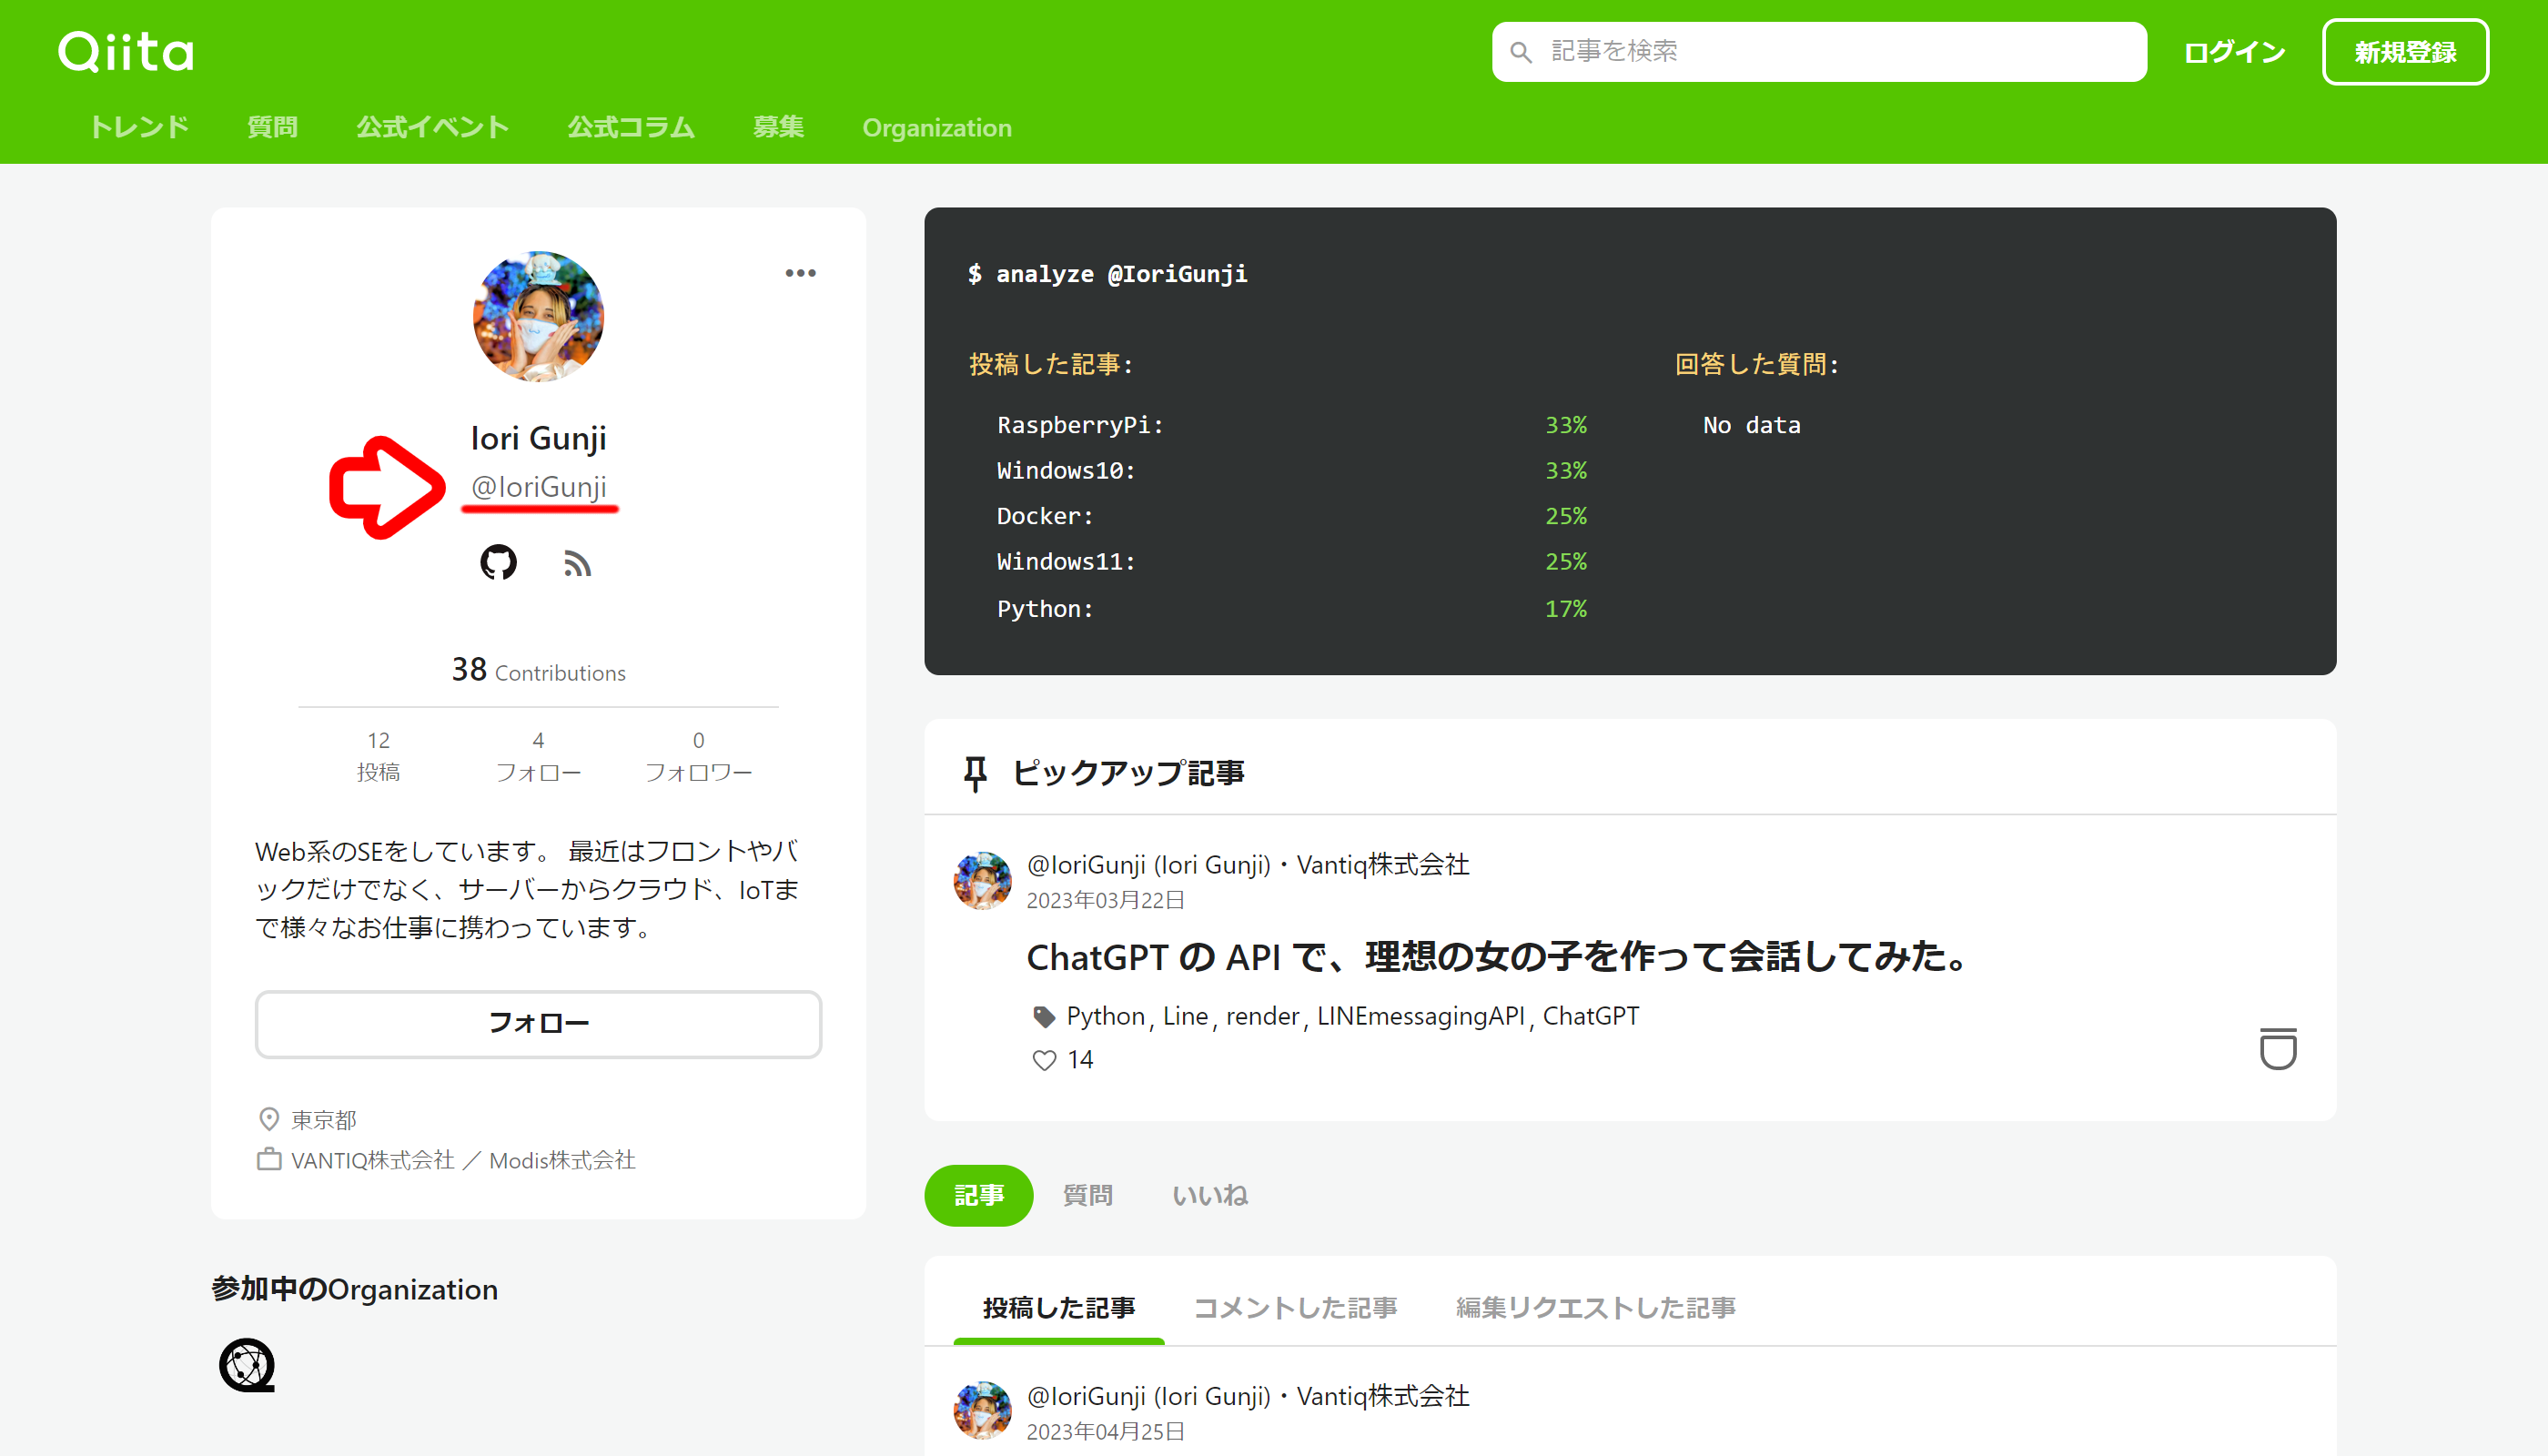 Qiita
記事を検索
ログイン
新規登録
トレンド 質問 公式イベント 公式コラム 募集 Organization
Iori Gunji
@IoriGunji
38 Contributions
12 4 0
投稿 フォロー フォロワー
Web系のSEをしています。 最近はフロントやバ
ックだけでなく、サーバーからクラウド、IoTま
で様々なお仕事に携わっています。
フォロー
東京都
VANTIQ株式会社 ／ Modis株式会社
参加中のOrganization
$ analyze @IoriGunji
投稿した記事:
RaspberryPi: 33%
Windows10: 33%
Docker: 25%
Windows11: 25%
Python: 17%
回答した質問:
No data
ピックアップ記事
@IoriGunji (Iori Gunji)・Vantiq株式会社
2023年03月22日
ChatGPT の API で、理想の女の子を作って会話してみた。
Python, Line, render, LINEmessagingAPI, ChatGPT
14
記事 質問 いいね
投稿した記事 コメントした記事 編集リクエストした記事
@IoriGunji (Iori Gunji)・Vantiq株式会社
2023年04月25日